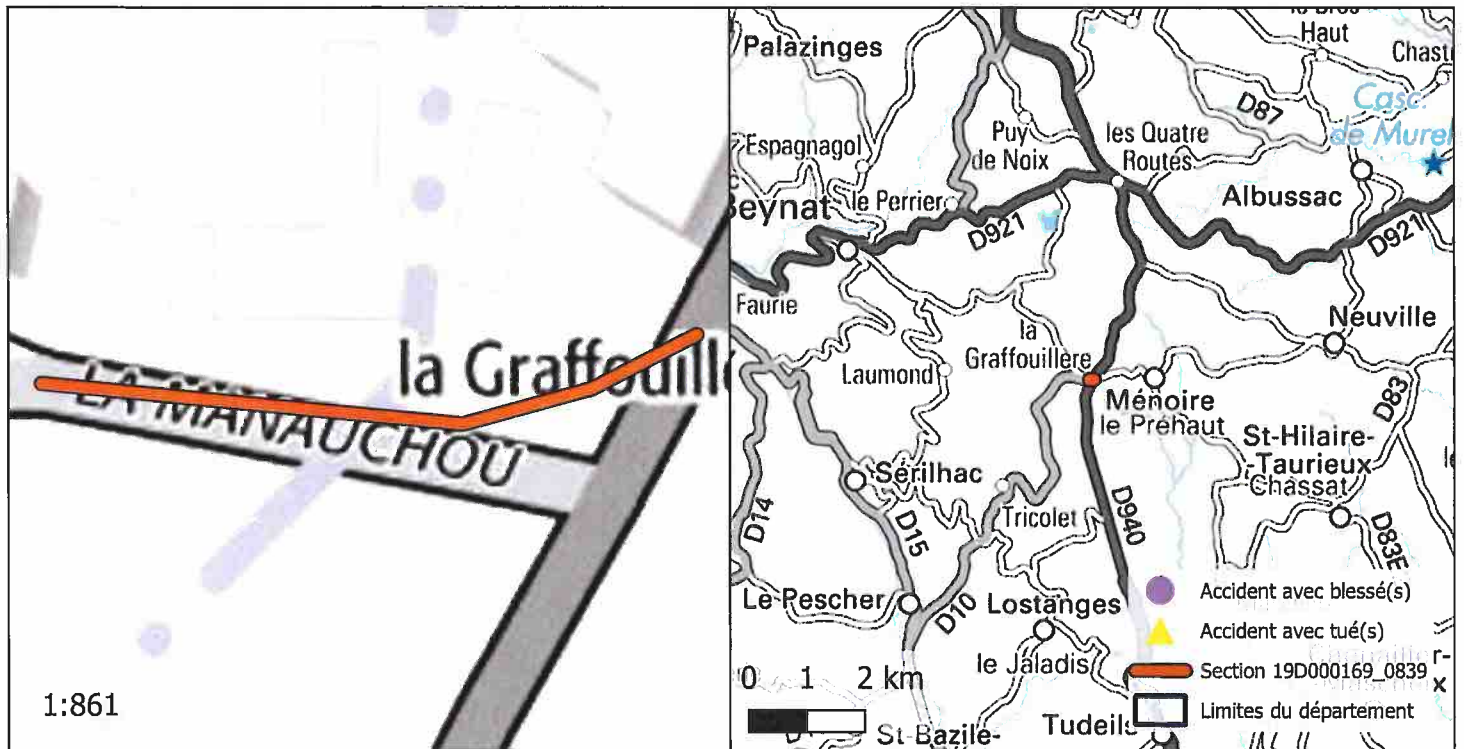 la Graffouill
LA MANAUCHOU
1:861
Palazinges
Haut
D87
Casc.
de Murel
Puy
de Noix
les Quatre
Routes
Espagnagol
Beynat
le Perrier
Albussac
D921
D921
Faurie
la
Graffouillère
Neuville
Laumond
Ménoire
le Préhaut
D83
St-Hilaire-
-Taurieux
Chassat
Sérilhac
Tricolet
D14
D15
D940
D83E
Le Pescher
D10
Lostanges
le Jaladis
Accident avec blessé(s)
Accident avec tué(s)
Section 19D000169_0839
Limites du département
0 1 2 km
St-Bazile-
Tudeils